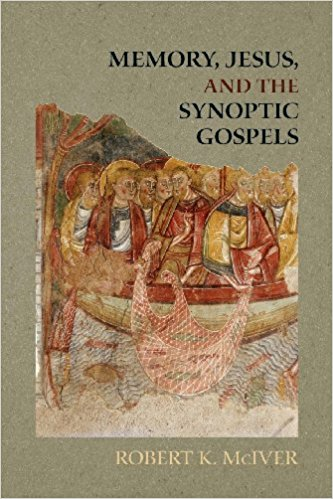 MEMORY, JESUS,
AND THE
SYNOPTIC
GOSPELS
ROBERT K. McIVER